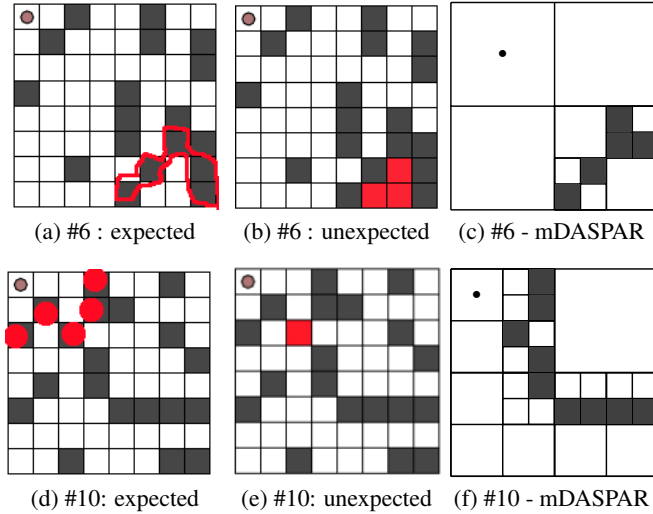 (a) #6 : expected
(b) #6 : unexpected
(c) #6 - mDASPAR
(d) #10: expected
(e) #10: unexpected
(f) #10 - mDASPAR